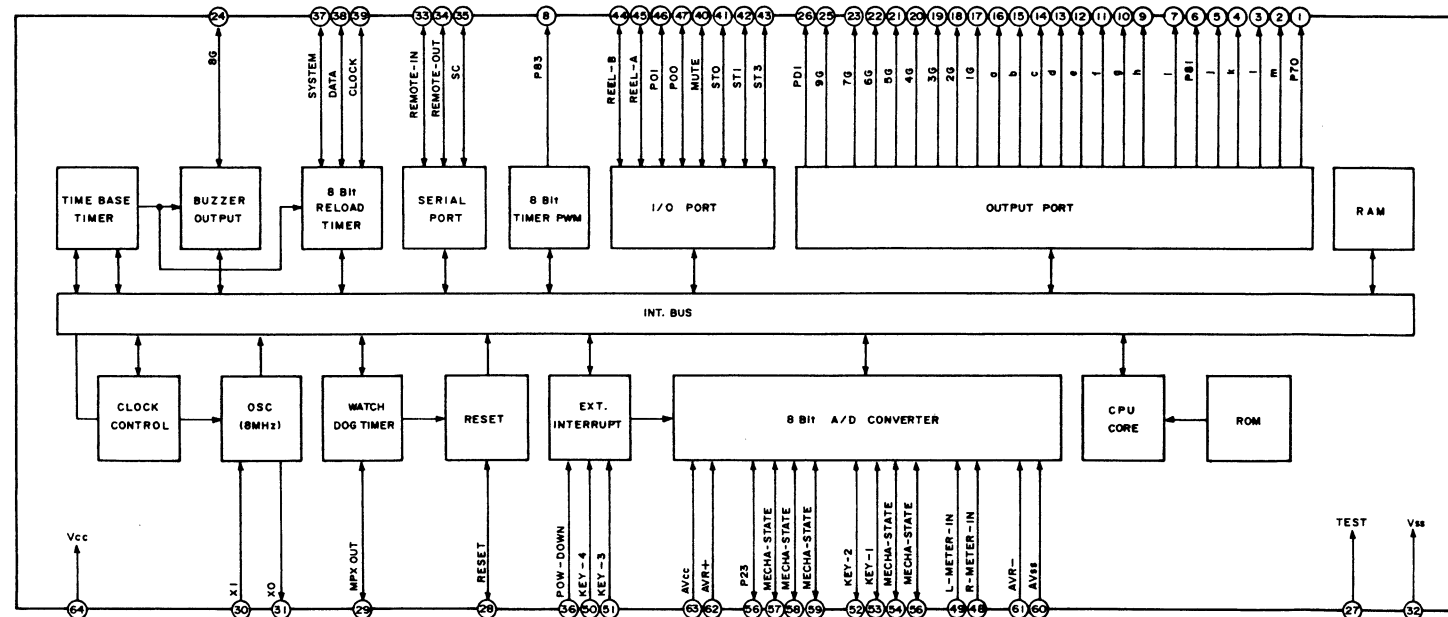 24 37 38 39 33 34 35 8 44 45 46 47 40 41 42 43 26 25 23 22 21 20 19 18 17 16 15 14 13 12 11 10 9 7 6 5 4 3 2 1
8G
SYSTEM
DATA
CLOCK
REMOTE-IN
REMOTE-OUT
SC
P83
REEL-B
REEL-A
P01
P00
MUTE
ST0
ST1
ST3
PD1
9G
7G
6G
5G
4G
3G
2G
1G
a
b
c
d
e
f
g
h
P81
j
k
m
P70
TIME BASE
TIMER
BUZZER
OUTPUT
8 Bit
RELOAD
TIMER
SERIAL
PORT
8 Bit
TIMER PWM
I/O PORT
OUTPUT PORT
RAM
INT. BUS
CLOCK
CONTROL
OSC
(8MHz)
WATCH
DOG TIMER
RESET
EXT.
INTERRUPT
8 Bit A/D CONVERTER
CPU
CORE
ROM
Vcc
X1
XO
MPX OUT
RESET
POW-DOWN
KEY-4
KEY-3
AVcc
AVR+
P23
MECHA-STATE
MECHA-STATE
MECHA-STATE
KEY-2
KEY-1
MECHA-STATE
MECHA-STATE
L-METER-IN
R-METER-IN
AVR-
AVss
TEST
Vss
64 30 31 29 28 36 50 51 63 62 56 57 58 59 52 53 54 56 49 48 61 60 27 32